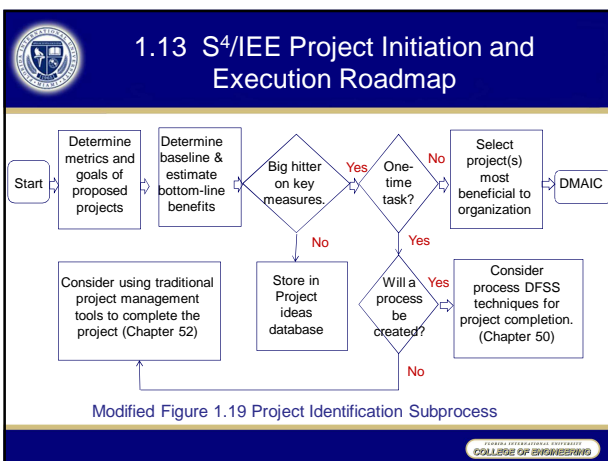 1.13 S4/IEE Project Initiation and
Execution Roadmap
Start
Determine
metrics and
goals of
proposed
projects
Determine
baseline &
estimate
bottom-line
benefits
Big hitter
on key
measures.
Yes
One-
time
task?
No
Select
project(s)
most
beneficial to
organization
DMAIC
No
Yes
Consider using traditional
project management
tools to complete the
project (Chapter 52)
Store in
Project
ideas
database
Will a
process
be
created?
Yes
Consider
process DFSS
techniques for
project completion.
(Chapter 50)
No
Modified Figure 1.19 Project Identification Subprocess
FLORIDA INTERNATIONAL UNIVERSITY
COLLEGE OF ENGINEERING